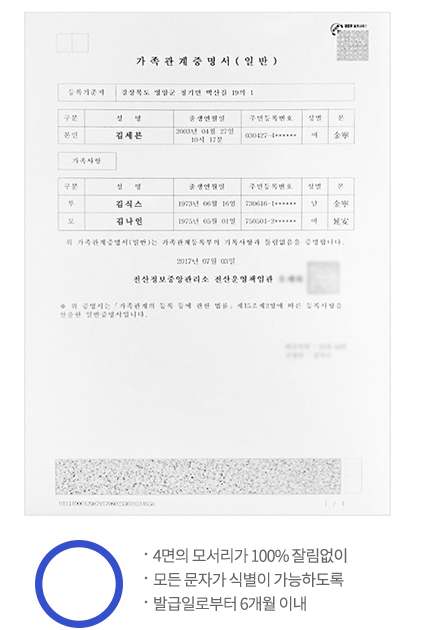 가족관계증명서(일반)
등록기준지 경상북도 영양군 청기면 백산길 19의 1
구분 성 명 출생연월일 주민등록번호 성별 본
본인 김세븐 2003년 04월 27일 10시 17분 030427-4****** 여 金寧
가족사항
구분 성 명 출생연월일 주민등록번호 성별 본
부 김식스 1973년 06월 16일 730616-1****** 남 金寧
모 김나인 1975년 05월 01일 750501-2****** 여 延安
위 가족관계증명서(일반)는 가족관계등록부의 기록사항과 틀림없음을 증명합니다.
2017년 07월 03일
전산정보중앙관리소 전산운영책임관
※ 위 증명서는「가족관계의 등록 등에 관한 법률」제15조제2항에 따른 등록사항을
현출한 일반증명서입니다.
1 / 1
· 4면의 모서리가 100% 잘림없이
· 모든 문자가 식별이 가능하도록
· 발급일로부터 6개월 이내